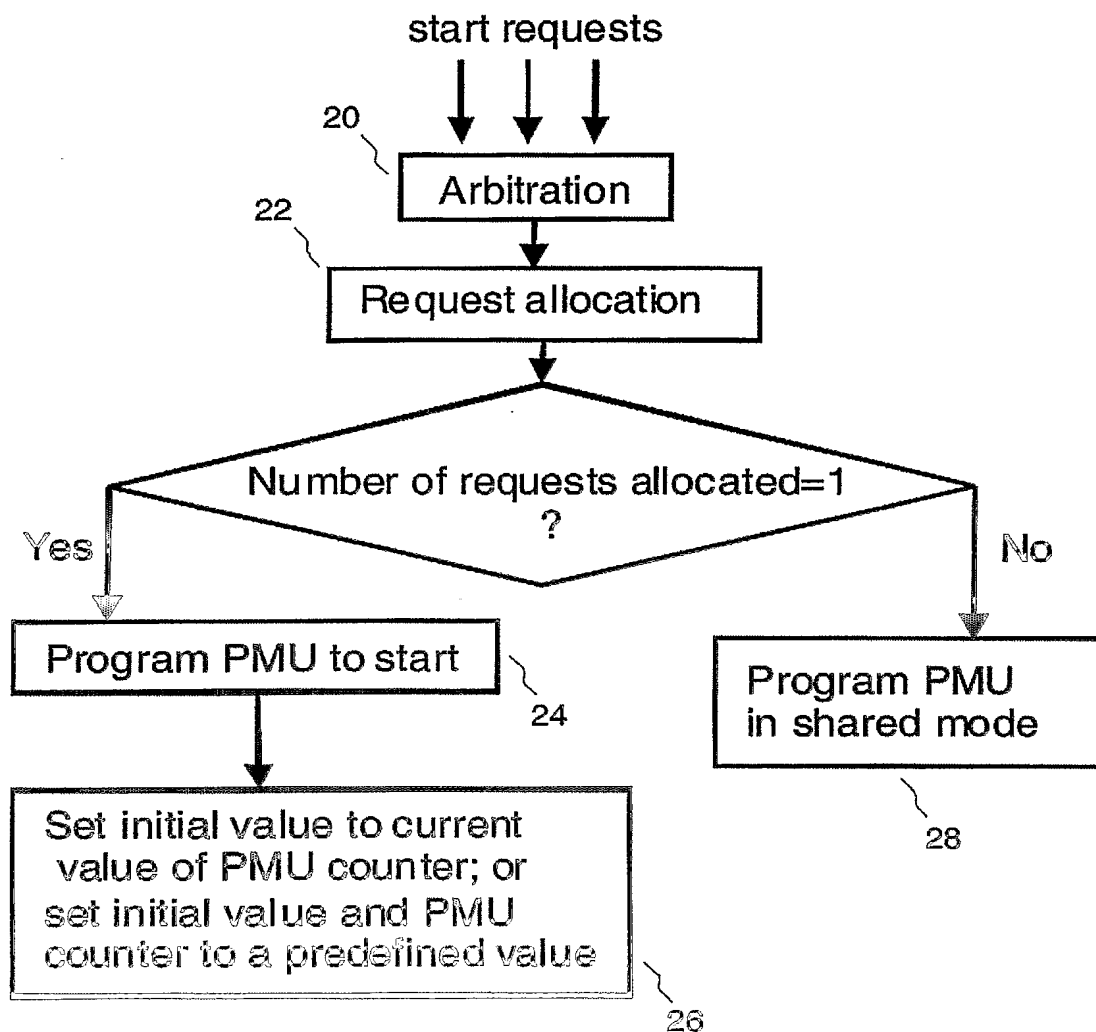 start requests
20
Arbitration
22
Request allocation
Number of requests allocated=1
?
Yes
No
Program PMU to start
24
Program PMU
in shared mode
28
Set initial value to current
value of PMU counter; or
set initial value and PMU
counter to a predefined value
26